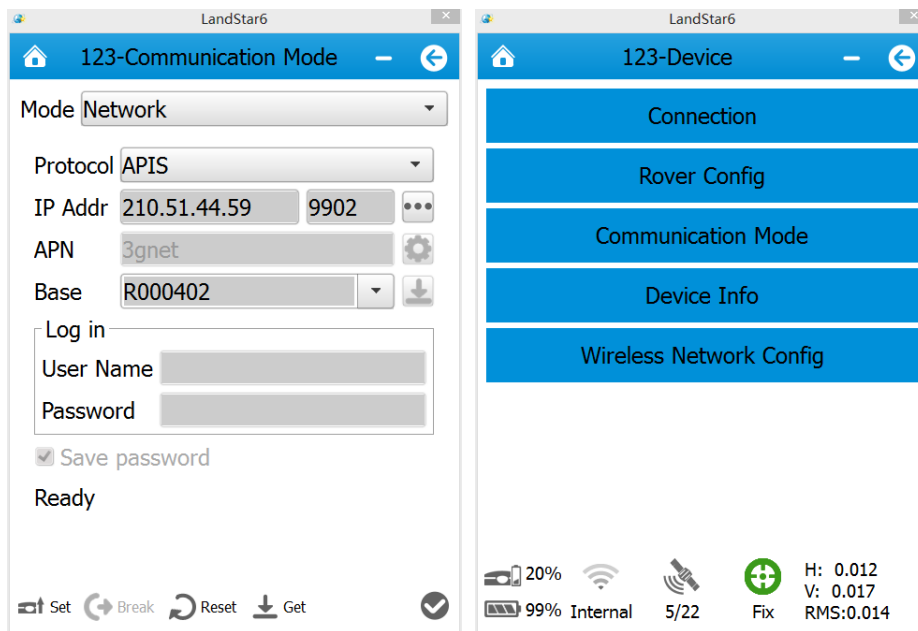 LandStar6
123-Communication Mode
Mode Network
Protocol APIS
IP Addr 210.51.44.59 9902
APN 3gnet
Base R000402
Log in
User Name
Password
Save password
Ready
Set Break Reset Get
LandStar6
123-Device
Connection
Rover Config
Communication Mode
Device Info
Wireless Network Config
20%
99% Internal 5/22 Fix
H: 0.012
V: 0.017
RMS:0.014